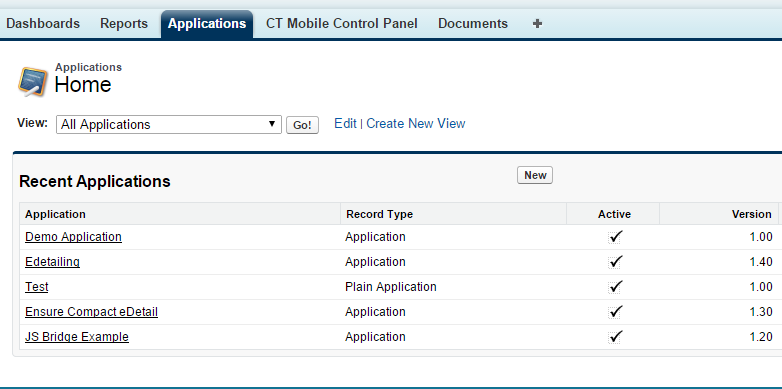 Dashboards Reports Applications CT Mobile Control Panel Documents +
Applications
Home
View: All Applications Go! Edit | Create New View
Recent Applications New
Application Record Type Active Version
Demo Application Application 1.00
Edetailing Application 1.40
Test Plain Application 1.00
Ensure Compact eDetail Application 1.30
JS Bridge Example Application 1.20